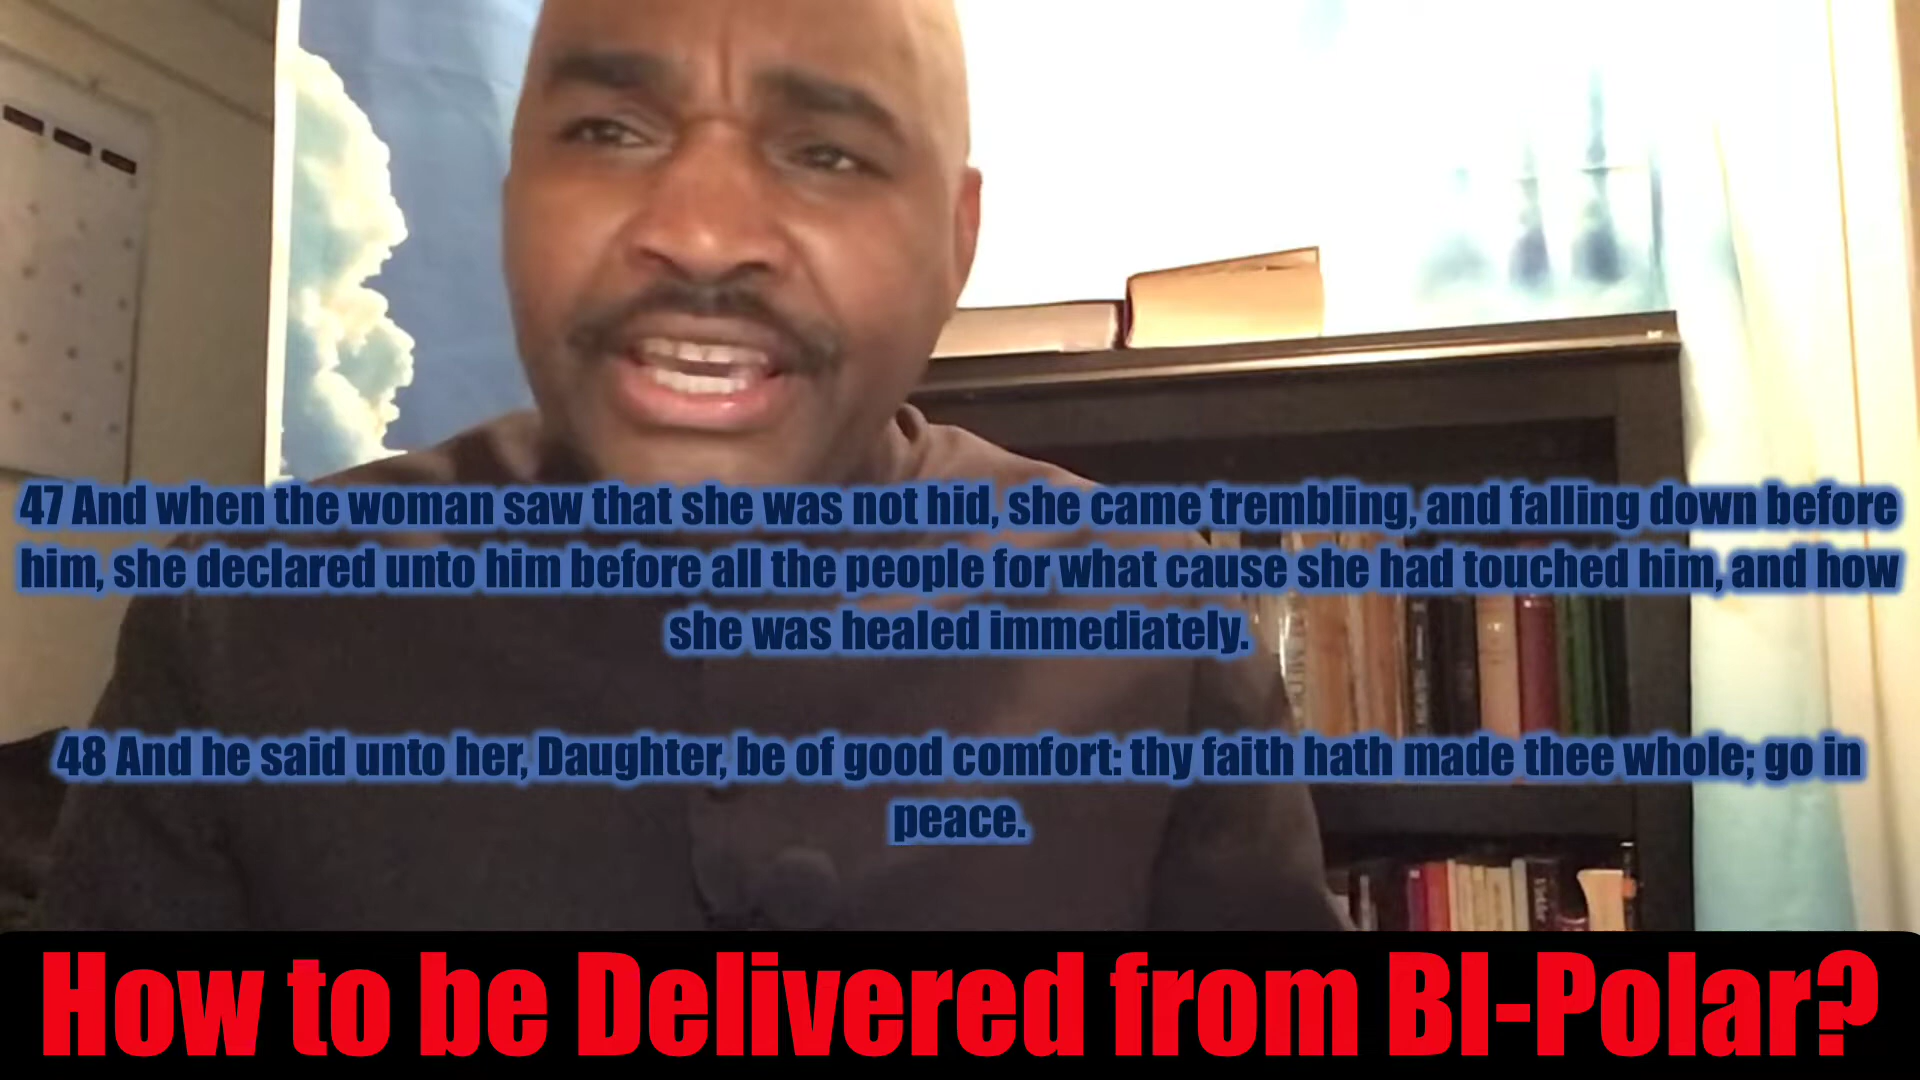 47 And when the woman saw that she was not hid, she came trembling, and falling down before
him, she declared unto him before all the people for what cause she had touched him, and how
she was healed immediately.
48 And he said unto her, Daughter, be of good comfort: thy faith hath made thee whole; go in
peace.
How to be Delivered from BI-Polar?